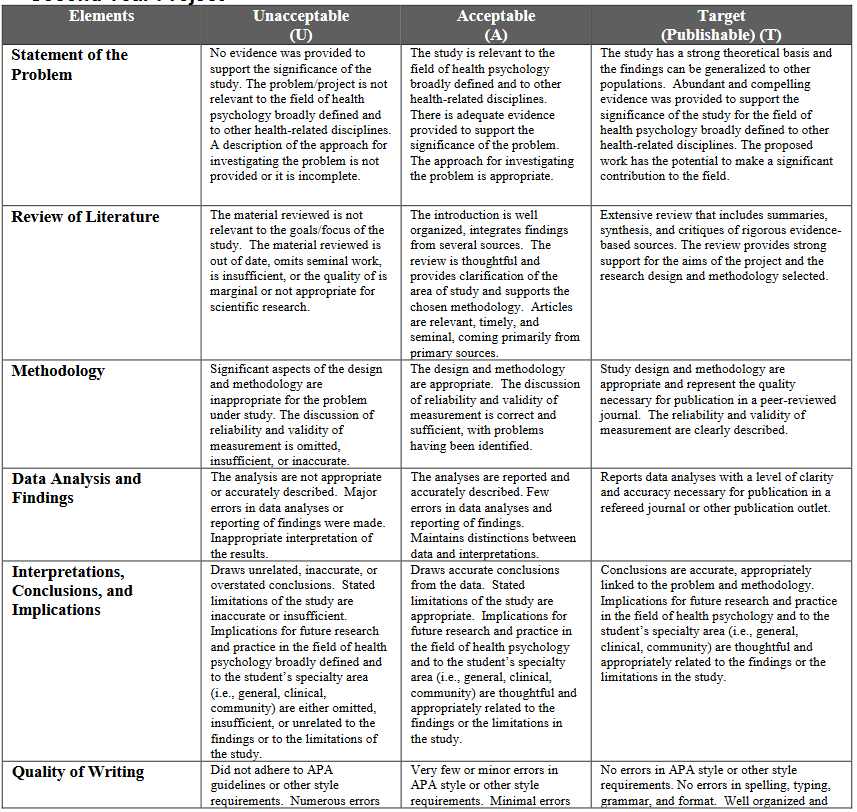 Second Year Project
Elements
Unacceptable
(U)
Acceptable
(A)
Target
(Publishable) (T)
Statement of the
Problem
No evidence was provided to
support the significance of the
study. The problem/project is not
relevant to the field of health
psychology broadly defined and
to other health-related disciplines.
A description of the approach for
investigating the problem is not
provided or it is incomplete.
The study is relevant to the
field of health psychology
broadly defined and to other
health-related disciplines.
There is adequate evidence
provided to support the
significance of the problem.
The approach for investigating
the problem is appropriate.
The study has a strong theoretical basis and
the findings can be generalized to other
populations. Abundant and compelling
evidence was provided to support the
significance of the study for the field of
health psychology broadly defined to other
health-related disciplines. The proposed
work has the potential to make a significant
contribution to the field.
Review of Literature
The material reviewed is not
relevant to the goals/focus of the
study. The material reviewed is
out of date, omits seminal work,
is insufficient, or the quality of is
marginal or not appropriate for
scientific research.
The introduction is well
organized, integrates findings
from several sources. The
review is thoughtful and
provides clarification of the
area of study and supports the
chosen methodology. Articles
are relevant, timely, and
seminal, coming primarily from
primary sources.
Extensive review that includes summaries,
synthesis, and critiques of rigorous evidence-
based sources. The review provides strong
support for the aims of the project and the
research design and methodology selected.
Methodology
Significant aspects of the design
and methodology are
inappropriate for the problem
under study. The discussion of
reliability and validity of
measurement is omitted,
insufficient, or inaccurate.
The design and methodology
are appropriate. The discussion
of reliability and validity of
measurement is correct and
sufficient, with problems
having been identified.
Study design and methodology are
appropriate and represent the quality
necessary for publication in a peer-reviewed
journal. The reliability and validity of
measurement are clearly described.
Data Analysis and
Findings
The analysis are not appropriate
or accurately described. Major
errors in data analyses or
reporting of findings were made.
Inappropriate interpretation of
the results.
The analyses are reported and
accurately described. Few
errors in data analyses and
reporting of findings.
Maintains distinctions between
data and interpretations.
Reports data analyses with a level of clarity
and accuracy necessary for publication in a
refereed journal or other publication outlet.
Interpretations,
Conclusions, and
Implications
Draws unrelated, inaccurate, or
overstated conclusions. Stated
limitations of the study are
inaccurate or insufficient.
Implications for future research
and practice in the field of health
psychology broadly defined and
to the student's specialty area
(i.e., general, clinical,
community) are either omitted,
insufficient, or unrelated to the
findings or to the limitations of
the study.
Draws accurate conclusions
from the data. Stated
limitations of the study are
appropriate. Implications for
future research and practice in
the field of health psychology
and to the student's specialty
area (i.e., general, clinical,
community) are thoughtful and
appropriately related to the
findings or the limitations in
the study.
Conclusions are accurate, appropriately
linked to the problem and methodology.
Implications for future research and practice
in the field of health psychology and to the
student's specialty area (i.e., general,
clinical, community) are thoughtful and
appropriately related to the findings or the
limitations in the study.
Quality of Writing
Did not adhere to APA
guidelines or other style
requirements. Numerous errors
Very few or minor errors in
APA style or other style
requirements. Minimal errors
No errors in APA style or other style
requirements. No errors in spelling, typing,
grammar, and format. Well organized and